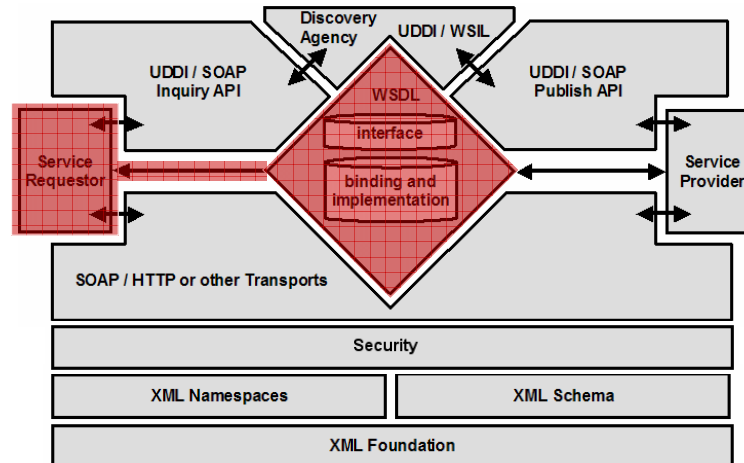 Discovery
Agency
UDDI / WSIL
UDDI / SOAP
Inquiry API
UDDI / SOAP
Publish API
WSDL
interface
Service
Requestor
binding and
implementation
Service
Provider
SOAP / HTTP or other Transports
Security
XML Namespaces
XML Schema
XML Foundation